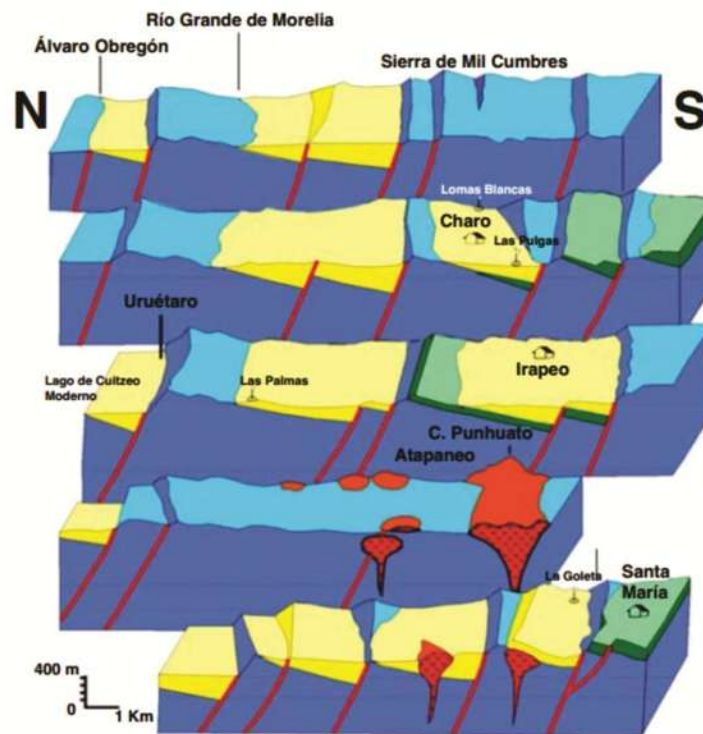 Río Grande de Morelia
Álvaro Obregón
Sierra de Mil Cumbres
N
S
Lomas Blancas
Charo
Las Pulgas
Uruétaro
Lago de Cuitzeo
Moderno
Las Palmas
Irapeo
C. Punhuato
Atapaneo
La Goleta
Santa
María
400 m
0
1 Km